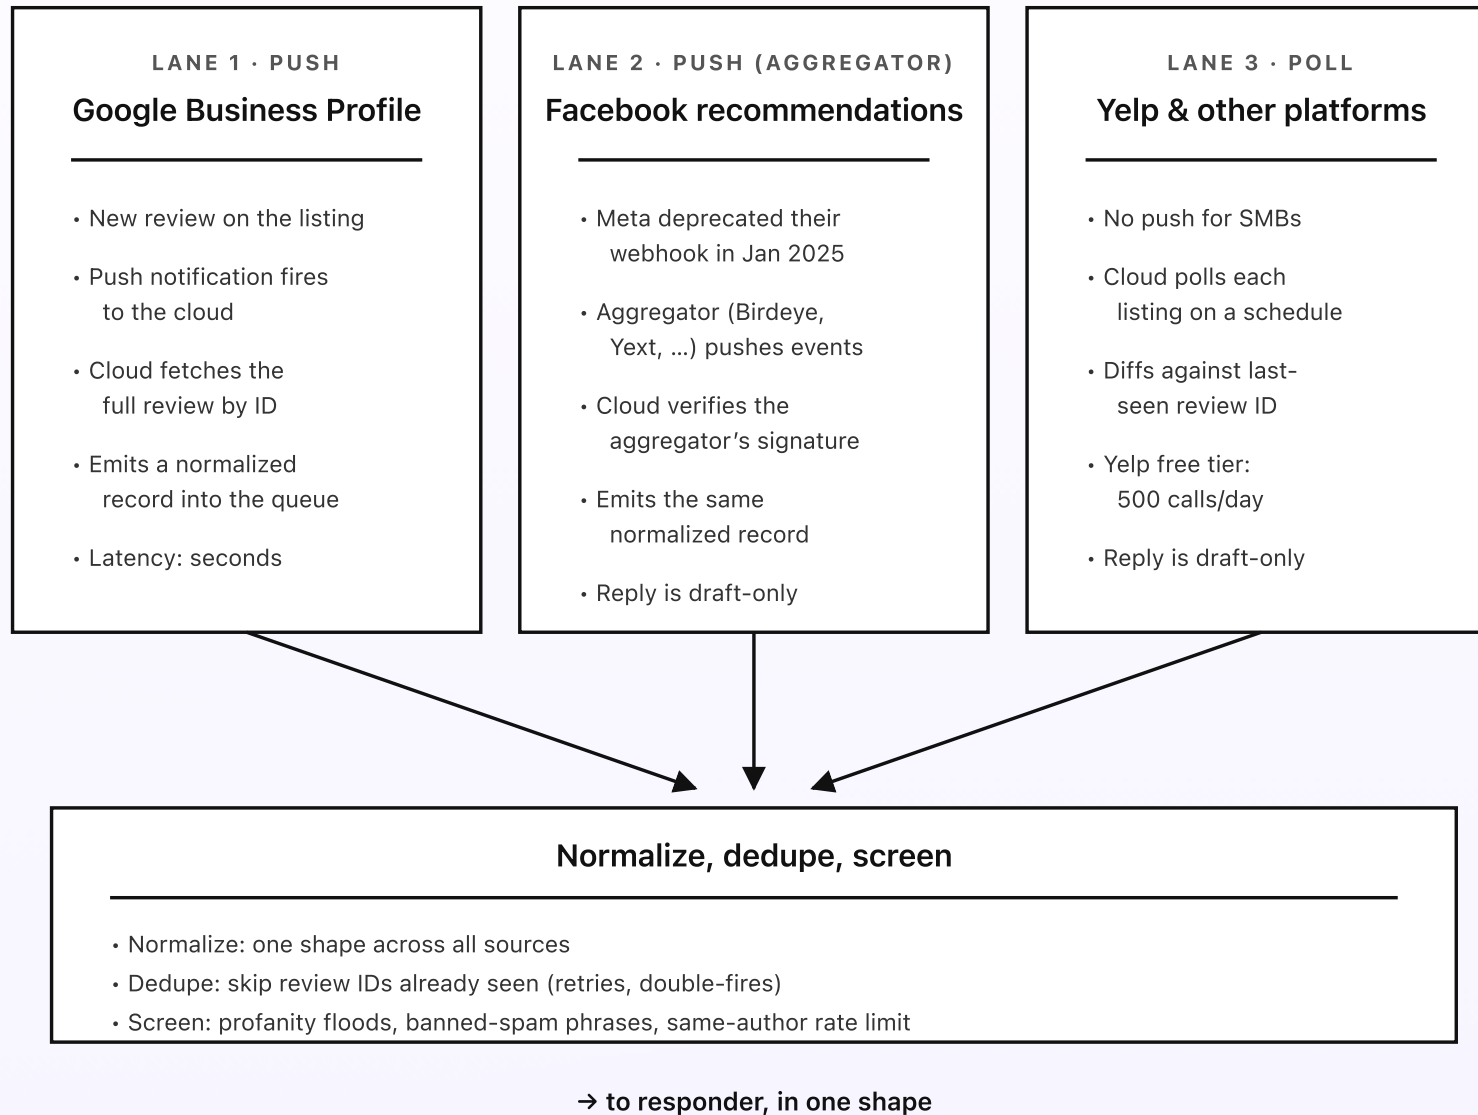 LANE 1 · PUSH
Google Business Profile
• New review on the listing
• Push notification fires
to the cloud
• Cloud fetches the
full review by ID
• Emits a normalized
record into the queue
• Latency: seconds
LANE 2 · PUSH (AGGREGATOR)
Facebook recommendations
• Meta deprecated their
webhook in Jan 2025
• Aggregator (Birdeye,
Yext, …) pushes events
• Cloud verifies the
aggregator’s signature
• Emits the same
normalized record
• Reply is draft-only
LANE 3 · POLL
Yelp & other platforms
• No push for SMBs
• Cloud polls each
listing on a schedule
• Diffs against last-
seen review ID
• Yelp free tier:
500 calls/day
• Reply is draft-only
Normalize, dedupe, screen
• Normalize: one shape across all sources
• Dedupe: skip review IDs already seen (retries, double-fires)
• Screen: profanity floods, banned-spam phrases, same-author rate limit
→ to responder, in one shape